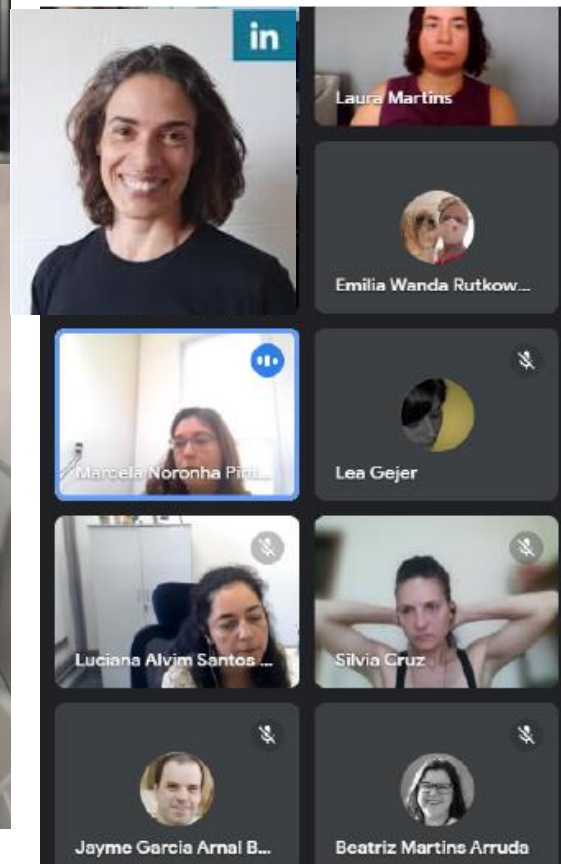 in
Laura Martins
Emilia Wanda Rutkow...
Marcela Noronha Pint...
Lea Gejer
Luciana Alvim Santos ...
Silvia Cruz
Jayme Garcia Arnal B...
Beatriz Martins Arruda